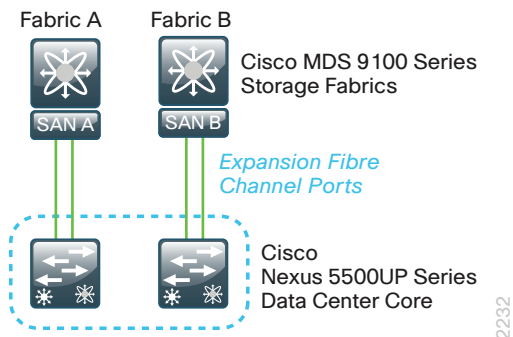 Fabric A
Fabric B
Cisco MDS 9100 Series
Storage Fabrics
SAN A
SAN B
Expansion Fibre
Channel Ports
Cisco
Nexus 5500UP Series
Data Center Core
2232